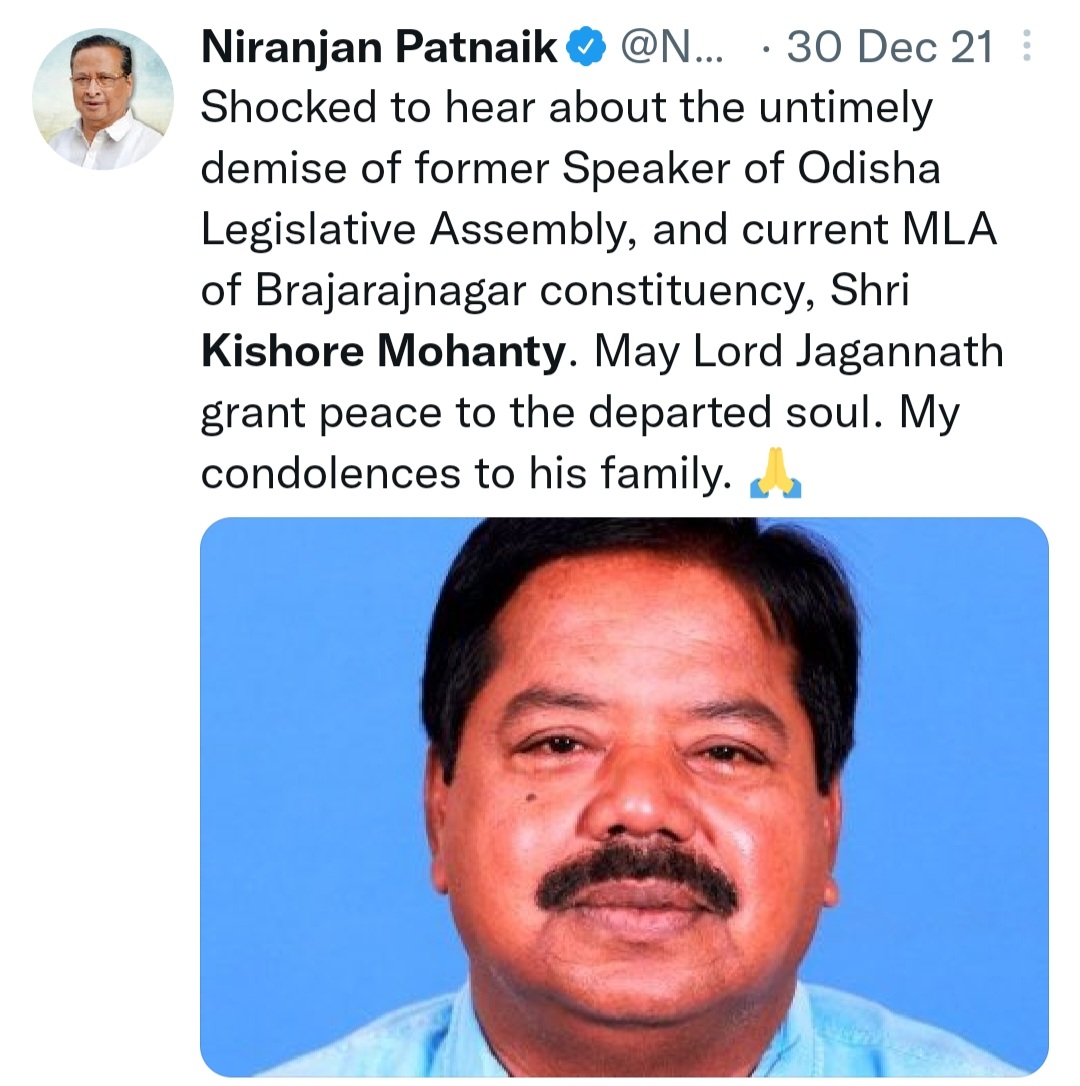 Niranjan Patnaik @N... · 30 Dec 21
Shocked to hear about the untimely
demise of former Speaker of Odisha
Legislative Assembly, and current MLA
of Brajarajnagar constituency, Shri
Kishore Mohanty. May Lord Jagannath
grant peace to the departed soul. My
condolences to his family. 🙏